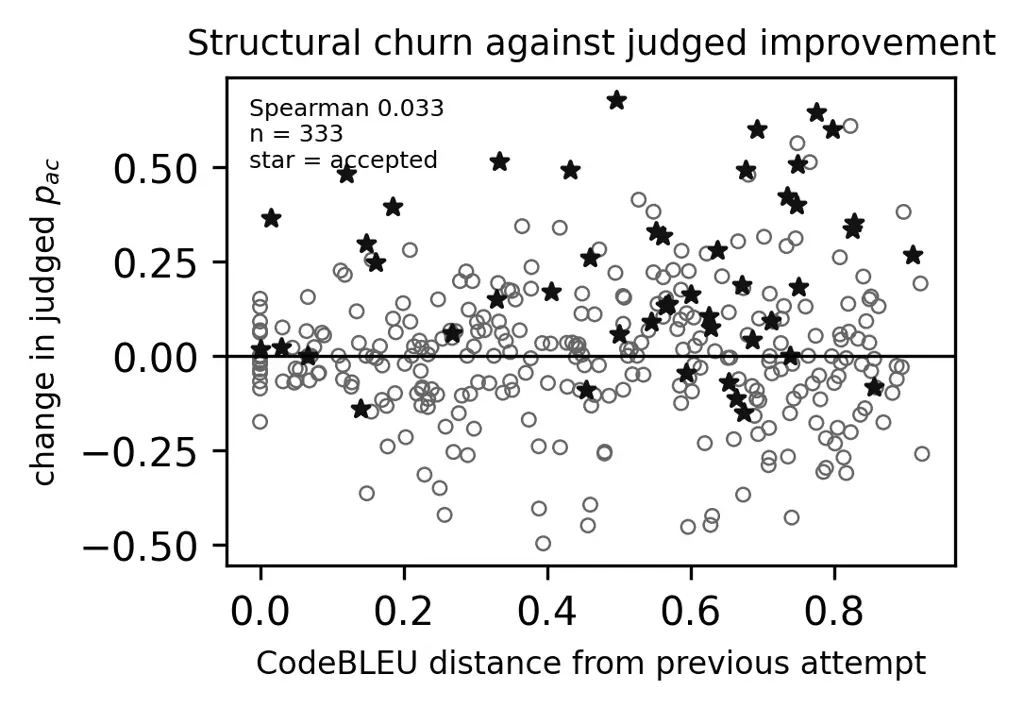 Structural churn against judged improvement
Spearman 0.033
n = 333
star = accepted
change in judged p_ac
0.50
0.25
0.00
−0.25
−0.50
0.0 0.2 0.4 0.6 0.8
CodeBLEU distance from previous attempt